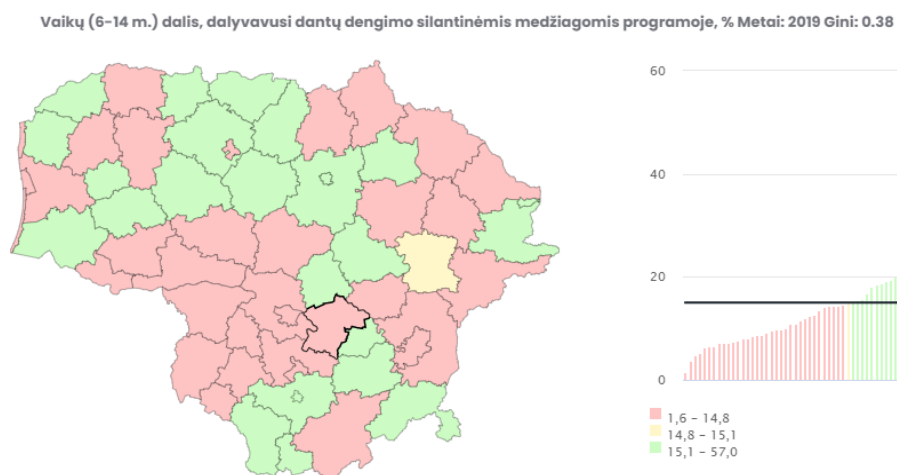 Vaikų (6-14 m.) dalis, dalyvavusi dantų dengimo silantinėmis medžiagomis programoje, % Metai: 2019 Gini: 0.38
60
40
20
0
1,6 – 14,8
14,8 – 15,1
15,1 – 57,0